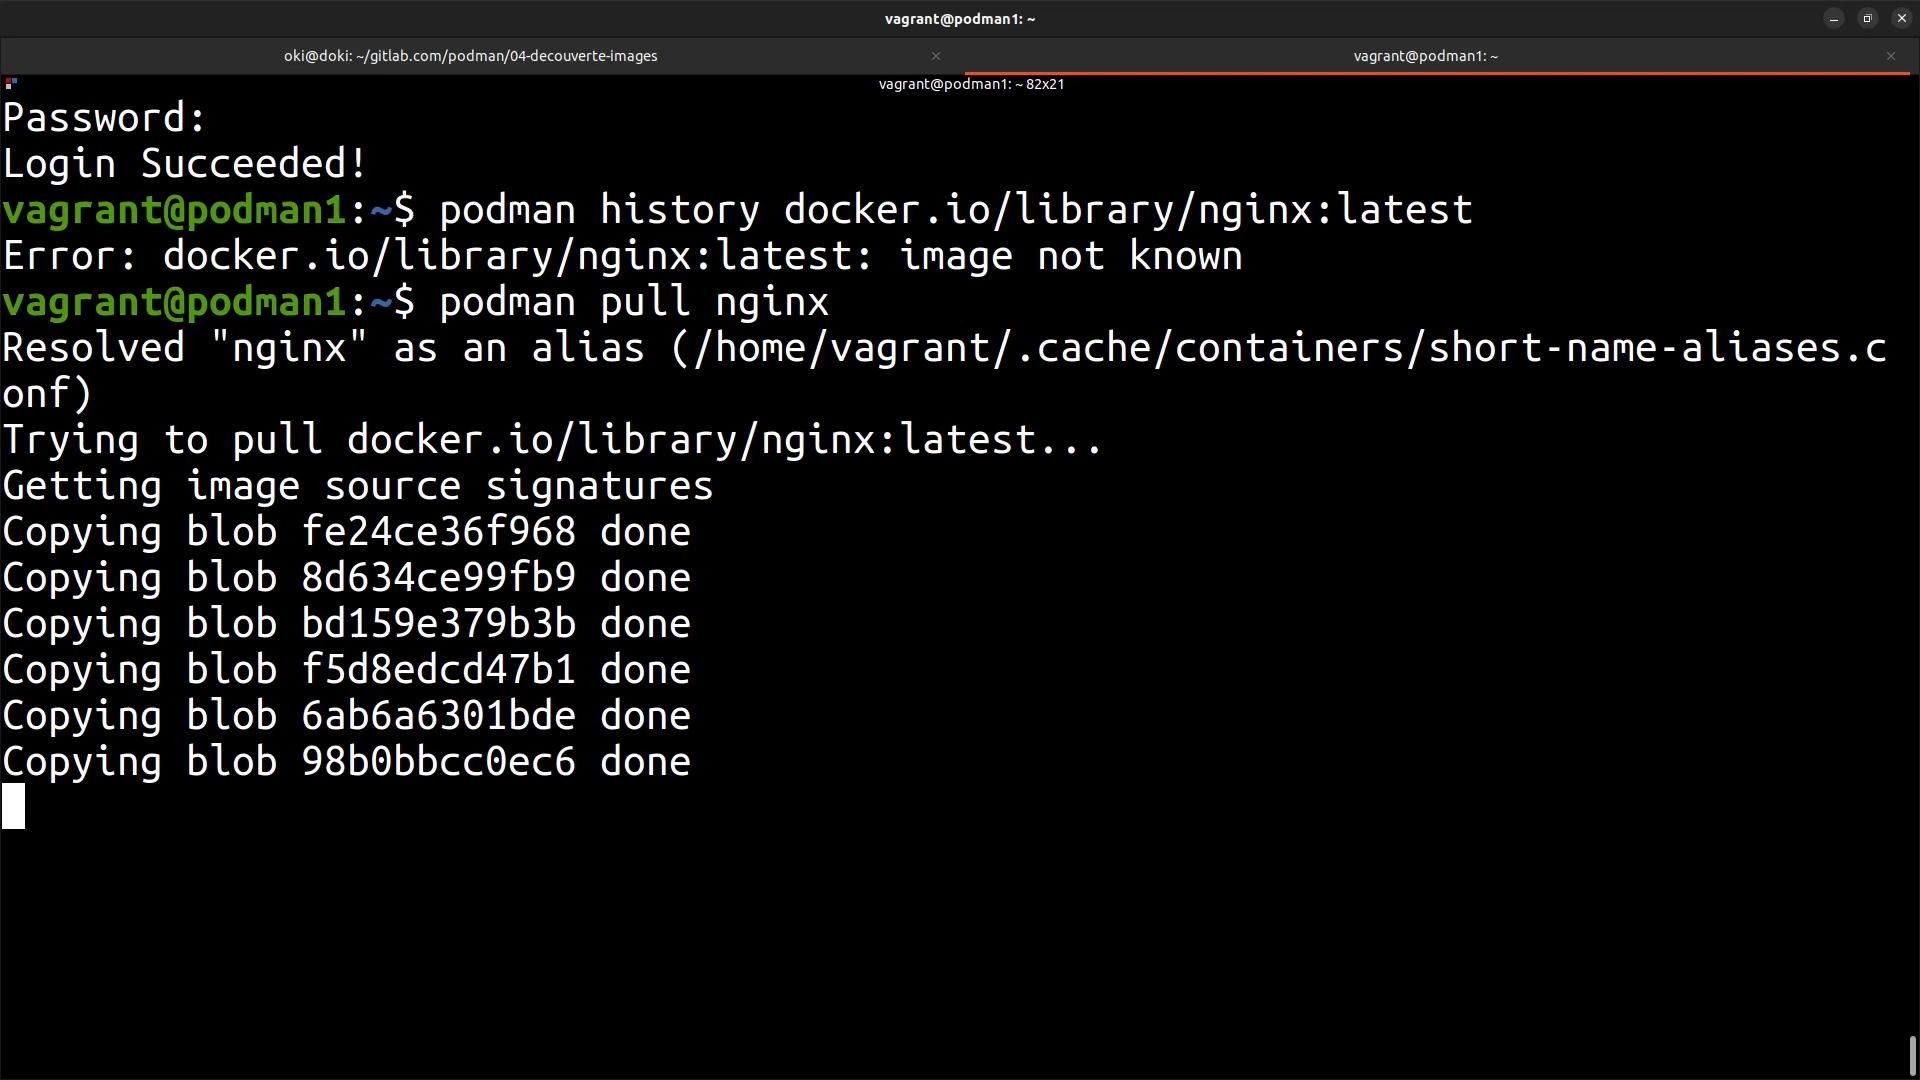 vagrant@podman1: ~
oki@doki: ~/gitlab.com/podman/04-decouverte-images
vagrant@podman1: ~
vagrant@podman1: ~ 82x21
Password:
Login Succeeded!
vagrant@podman1:~$ podman history docker.io/library/nginx:latest
Error: docker.io/library/nginx:latest: image not known
vagrant@podman1:~$ podman pull nginx
Resolved "nginx" as an alias (/home/vagrant/.cache/containers/short-name-aliases.c
onf)
Trying to pull docker.io/library/nginx:latest...
Getting image source signatures
Copying blob fe24ce36f968 done
Copying blob 8d634ce99fb9 done
Copying blob bd159e379b3b done
Copying blob f5d8edcd47b1 done
Copying blob 6ab6a6301bde done
Copying blob 98b0bbcc0ec6 done